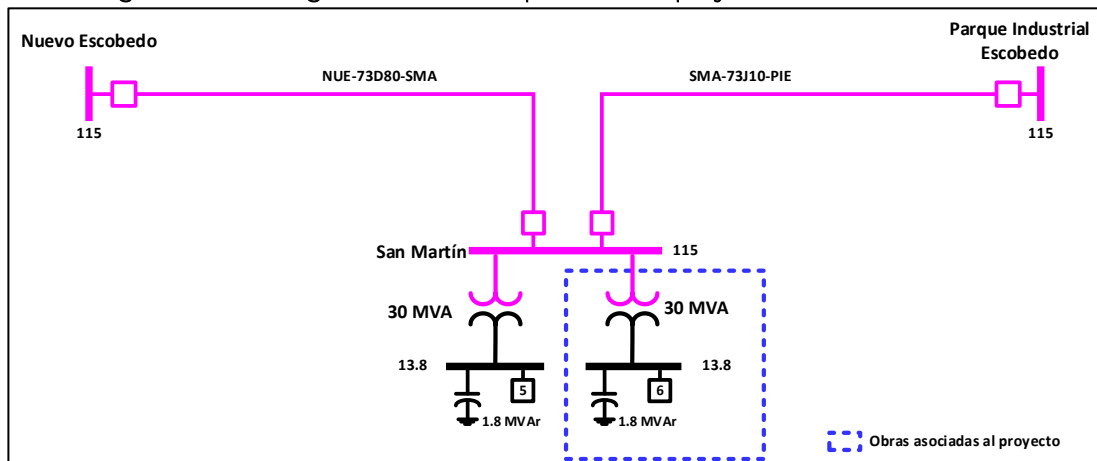 Nuevo Escobedo
Parque Industrial
Escobedo
NUE-73D80-SMA
SMA-73J10-PIE
115
115
San Martín
115
30 MVA
30 MVA
13.8
13.8
5
6
1.8 MVAr
1.8 MVAr
Obras asociadas al proyecto